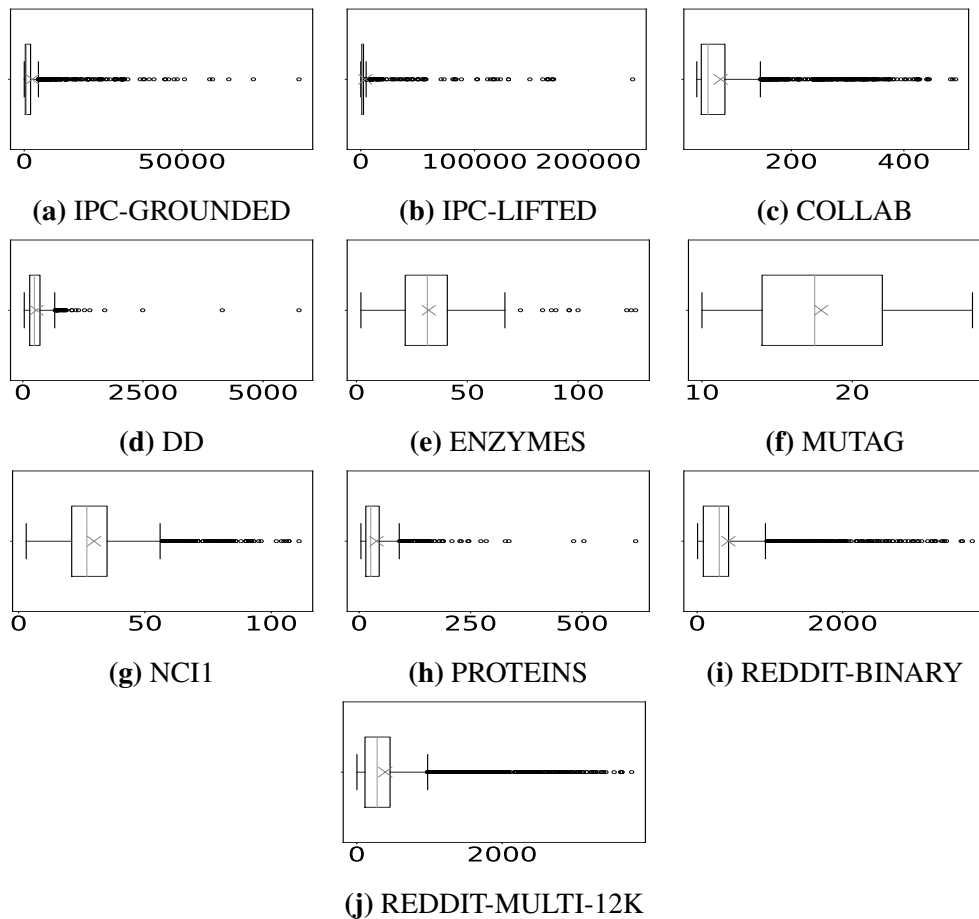 0 50000
(a) IPC-GROUNDED
0 100000 200000
(b) IPC-LIFTED
200 400
(c) COLLAB
0 2500 5000
(d) DD
0 50 100
(e) ENZYMES
10 20
(f) MUTAG
0 50 100
(g) NCI1
0 250 500
(h) PROTEINS
0 2000
(i) REDDIT-BINARY
0 2000
(j) REDDIT-MULTI-12K